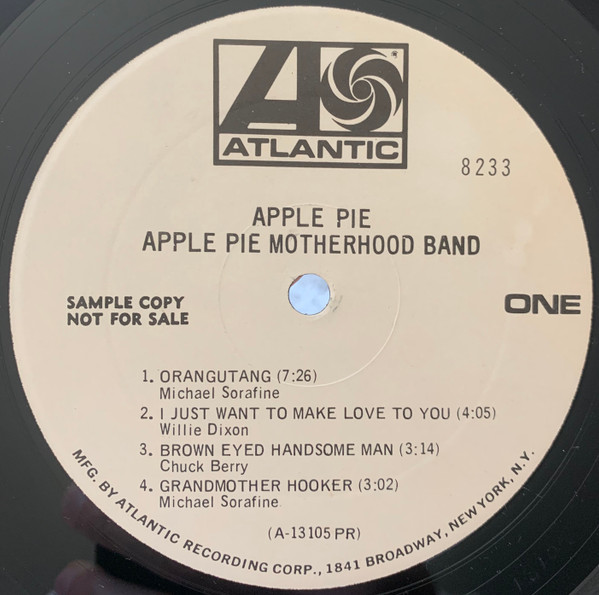 ATLANTIC
8233
APPLE PIE
APPLE PIE MOTHERHOOD BAND
SAMPLE COPY
NOT FOR SALE
ONE
1. ORANGUTANG (7:26)
Michael Sorafine
2. I JUST WANT TO MAKE LOVE TO YOU (4:05)
Willie Dixon
3. BROWN EYED HANDSOME MAN (3:14)
Chuck Berry
4. GRANDMOTHER HOOKER (3:02)
Michael Sorafine
(A-13105 PR)
MFG. BY ATLANTIC RECORDING CORP., 1841 BROADWAY, NEW YORK, N.Y.